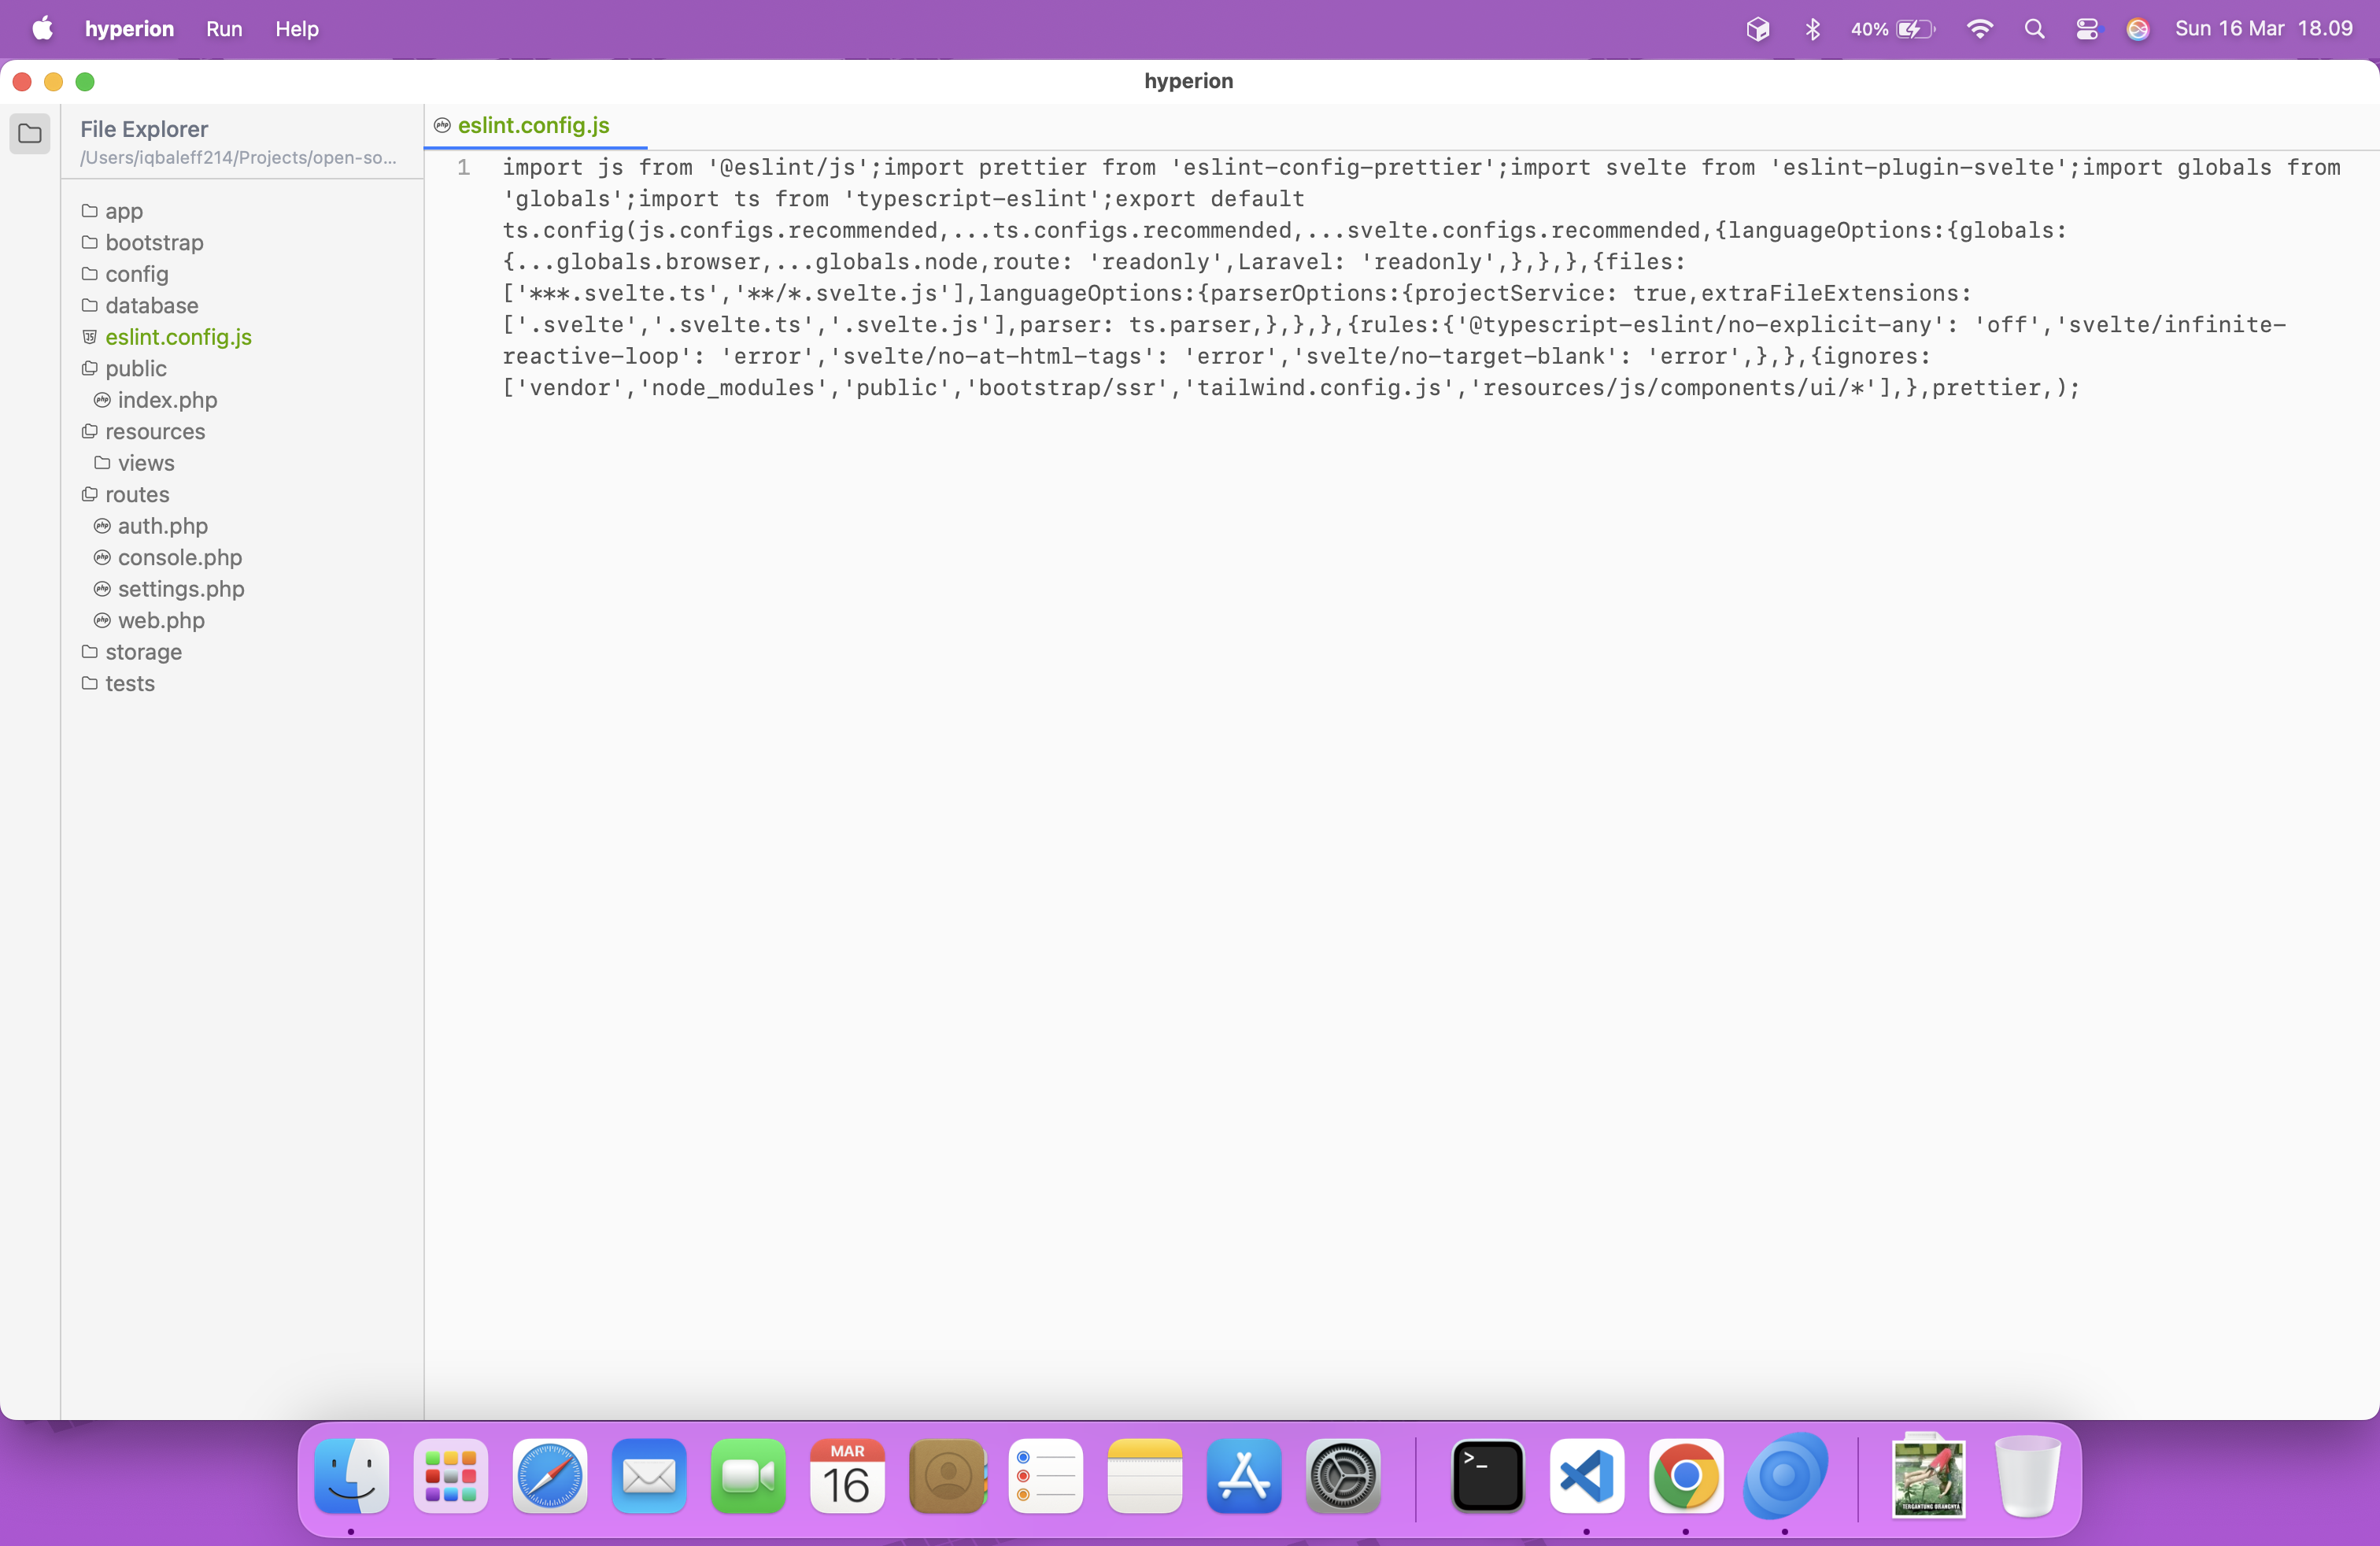 hyperion Run Help 40% Sun 16 Mar 18.09
hyperion
File Explorer
/Users/iqbaleff214/Projects/open-so...
app
bootstrap
config
database
eslint.config.js
public
index.php
resources
views
routes
auth.php
console.php
settings.php
web.php
storage
tests
php eslint.config.js
1 import js from '@eslint/js';import prettier from 'eslint-config-prettier';import svelte from 'eslint-plugin-svelte';import globals from
'globals';import ts from 'typescript-eslint';export default
ts.config(js.configs.recommended,...ts.configs.recommended,...svelte.configs.recommended,{languageOptions:{globals:
{...globals.browser,...globals.node,route: 'readonly',Laravel: 'readonly',},},},{files:
['***.svelte.ts','**/*.svelte.js'],languageOptions:{parserOptions:{projectService: true,extraFileExtensions:
['.svelte','.svelte.ts','.svelte.js'],parser: ts.parser,},},},{rules:{'@typescript-eslint/no-explicit-any': 'off','svelte/infinite-
reactive-loop': 'error','svelte/no-at-html-tags': 'error','svelte/no-target-blank': 'error',},},{ignores:
['vendor','node_modules','public','bootstrap/ssr','tailwind.config.js','resources/js/components/ui/*'],},prettier,);
MAR
16
>_
TERGANTUNG ORANGNYA